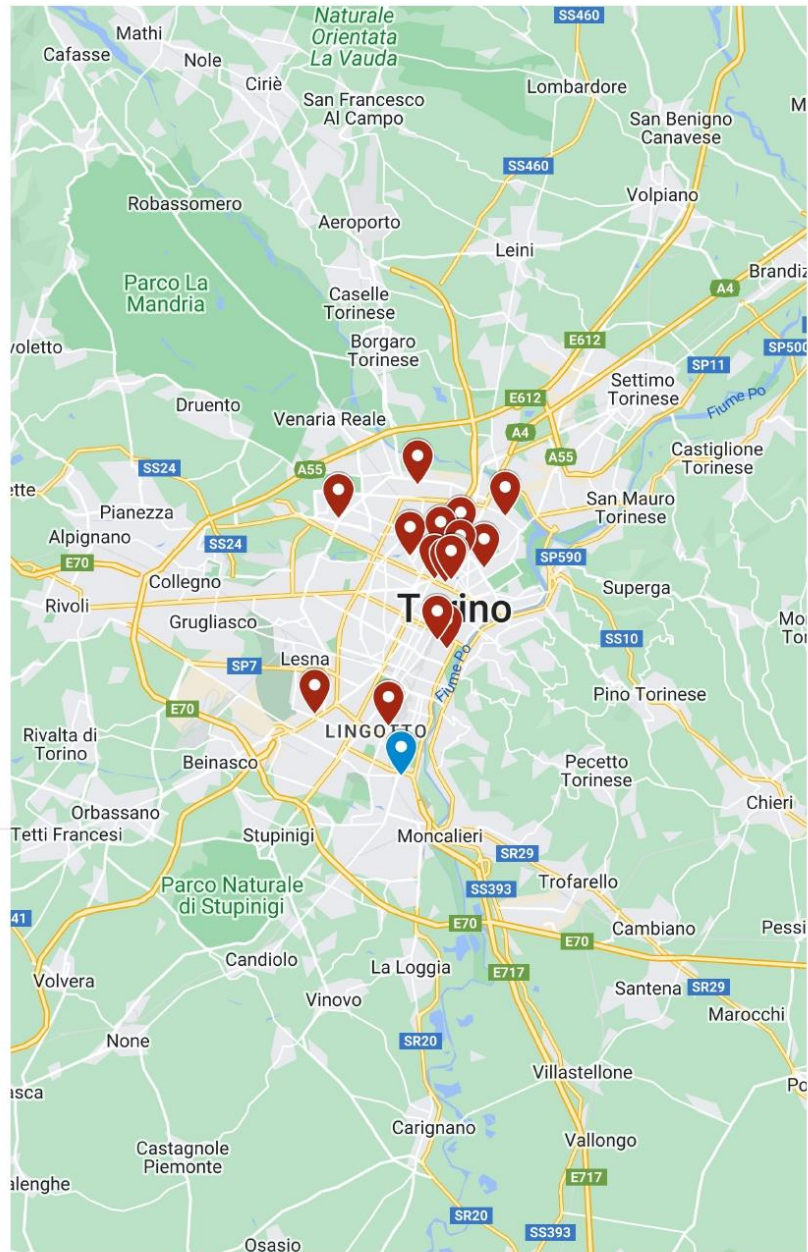 Naturale
Orientata
La Vauda
SS460
Mathi
Cafasse
Nole
Ciriè
San Francesco
Al Campo
Lombardore
San Benigno
Canavese
M
SS460
Volpiano
Robassomero
Aeroporto
Leini
Parco La
Mandria
Caselle
Torinese
Brandiz
A4
Borgaro
Torinese
E612
SP500
voletto
SP11
Settimo
Torinese
Druento
E612
Fiume Po
Venaria Reale
A4
A55
Castiglione
Torinese
SS24
A55
ette
Pianezza
San Mauro
Torinese
Alpignano
SS24
SP590
E70
Collegno
Superga
Rivoli
Torino
Grugliasco
Mo
Tor
SS10
Lesna
SP7
Fiume Po
Pino Torinese
E70
Rivalta di
Torino
LINGOTTO
Beinasco
Pecetto
Torinese
Chieri
Orbassano
Tetti Francesi
Stupinigi
Moncalieri
SR29
Trofarello
Parco Naturale
di Stupinigi
SS393
41
E70
Cambiano
Pessi
E70
Candiolo
La Loggia
E717
Volvera
Santena
SR29
Vinovo
Marocchi
None
SR20
Villastellone
asca
Po
Carignano
Vallongo
Castagnole
Piemonte
E717
alenghe
SR20
SS393
Osasio